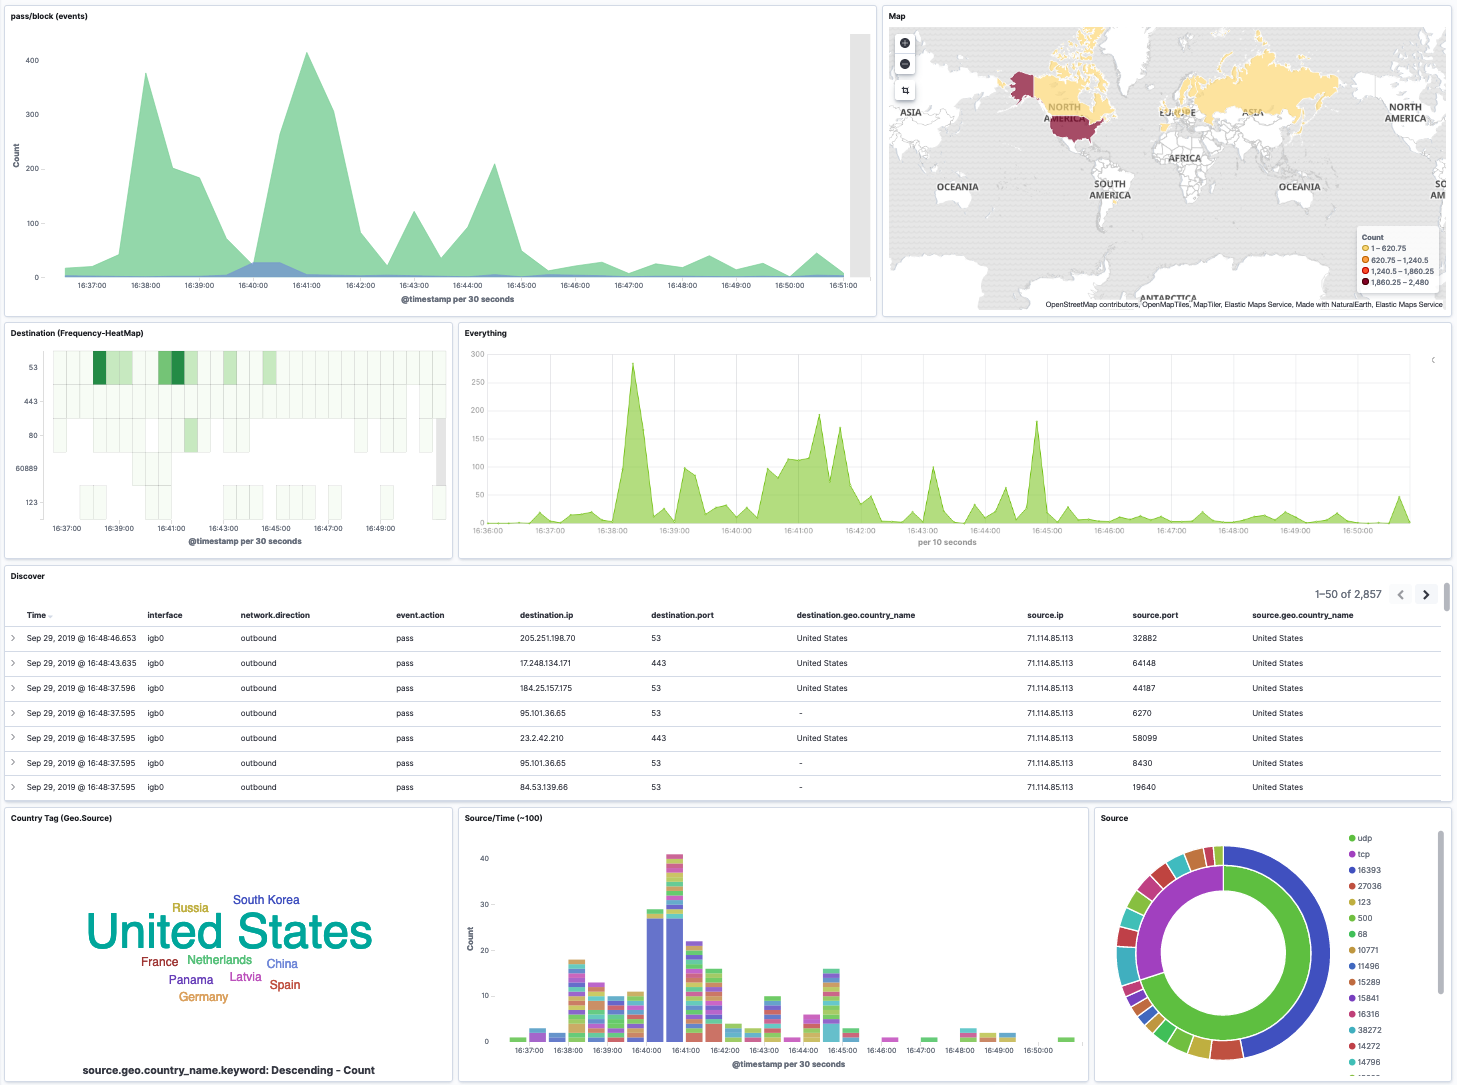 pass/block (events)
400
300
200
100
0
Count
16:37:00 16:38:00 16:39:00 16:40:00 16:41:00 16:42:00 16:43:00 16:44:00 16:45:00 16:46:00 16:47:00 16:48:00 16:49:00 16:50:00 16:51:00
@timestamp per 30 seconds
Map
ASIA
NORTH AMERICA
EUROPE
ASIA
NORTH AMERICA
AFRICA
OCEANIA
SOUTH AMERICA
OCEANIA
SO
AM
ANTARCTICA
Count
1 – 620.75
620.75 – 1,240.5
1,240.5 – 1,860.25
1,860.25 – 2,480
OpenStreetMap contributors, OpenMapTiles, MapTiler, Elastic Maps Service, Made with NaturalEarth, Elastic Maps Service
Destination (Frequency-HeatMap)
53
443
80
60889
123
16:37:00 16:39:00 16:41:00 16:43:00 16:45:00 16:47:00 16:49:00
@timestamp per 30 seconds
Everything
300
250
200
150
100
50
0
16:36:00 16:37:00 16:38:00 16:39:00 16:40:00 16:41:00 16:42:00 16:43:00 16:44:00 16:45:00 16:46:00 16:47:00 16:48:00 16:49:00 16:50:00
per 10 seconds
Discover
1–50 of 2,857
Time interface network.direction event.action destination.ip destination.port destination.geo.country_name source.ip source.port source.geo.country_name
Sep 29, 2019 @ 16:48:46.653 igb0 outbound pass 205.251.198.70 53 United States 71.114.85.113 32882 United States
Sep 29, 2019 @ 16:48:43.635 igb0 outbound pass 17.248.134.171 443 United States 71.114.85.113 64148 United States
Sep 29, 2019 @ 16:48:37.596 igb0 outbound pass 184.25.157.175 53 United States 71.114.85.113 44187 United States
Sep 29, 2019 @ 16:48:37.595 igb0 outbound pass 95.101.36.65 53 - 71.114.85.113 6270 United States
Sep 29, 2019 @ 16:48:37.595 igb0 outbound pass 23.2.42.210 443 United States 71.114.85.113 58099 United States
Sep 29, 2019 @ 16:48:37.595 igb0 outbound pass 95.101.36.65 53 - 71.114.85.113 8430 United States
Sep 29, 2019 @ 16:48:37.595 igb0 outbound pass 84.53.139.66 53 - 71.114.85.113 19640 United States
Country Tag (Geo.Source)
South Korea
Russia
United States
France Netherlands China
Panama Latvia Spain
Germany
source.geo.country_name.keyword: Descending - Count
Source/Time (~100)
40
30
20
10
0
Count
16:37:00 16:38:00 16:39:00 16:40:00 16:41:00 16:42:00 16:43:00 16:44:00 16:45:00 16:46:00 16:47:00 16:48:00 16:49:00 16:50:00
@timestamp per 30 seconds
Source
udp
tcp
16393
27036
123
500
68
10771
11496
15289
15841
16316
38272
14272
14796